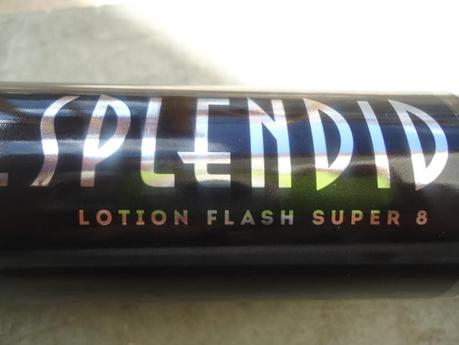 .SPLENDID
LOTION FLASH SUPER 8